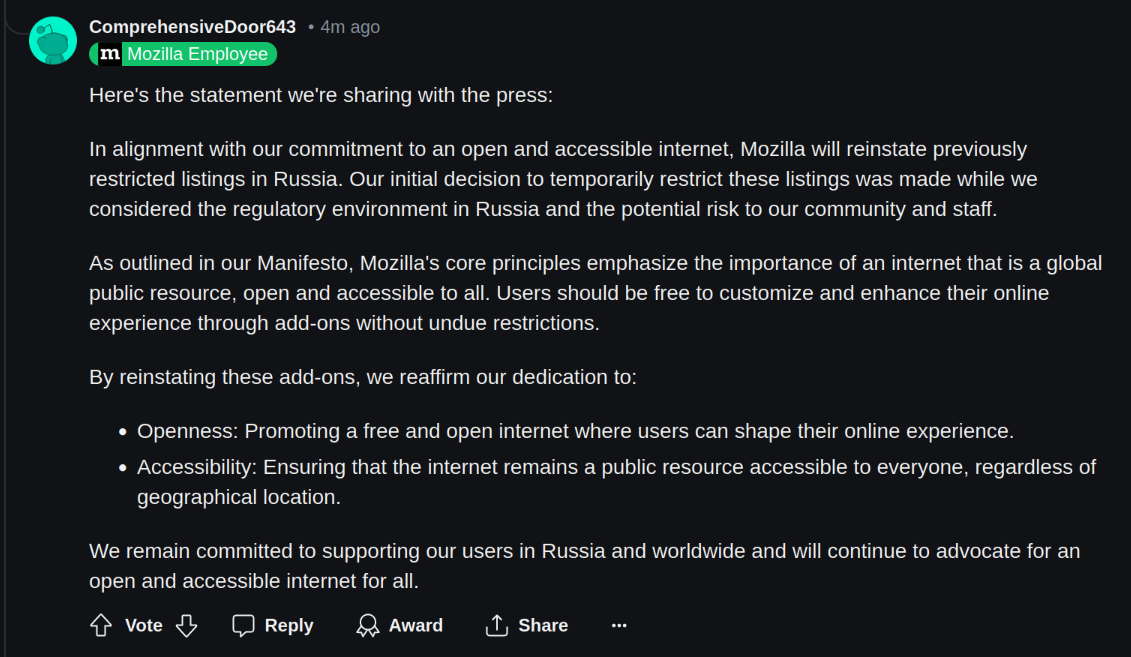 ComprehensiveDoor643 • 4m ago
m Mozilla Employee
Here's the statement we're sharing with the press:
In alignment with our commitment to an open and accessible internet, Mozilla will reinstate previously
restricted listings in Russia. Our initial decision to temporarily restrict these listings was made while we
considered the regulatory environment in Russia and the potential risk to our community and staff.
As outlined in our Manifesto, Mozilla's core principles emphasize the importance of an internet that is a global
public resource, open and accessible to all. Users should be free to customize and enhance their online
experience through add-ons without undue restrictions.
By reinstating these add-ons, we reaffirm our dedication to:
• Openness: Promoting a free and open internet where users can shape their online experience.
• Accessibility: Ensuring that the internet remains a public resource accessible to everyone, regardless of
geographical location.
We remain committed to supporting our users in Russia and worldwide and will continue to advocate for an
open and accessible internet for all.
Vote Reply Award Share ...